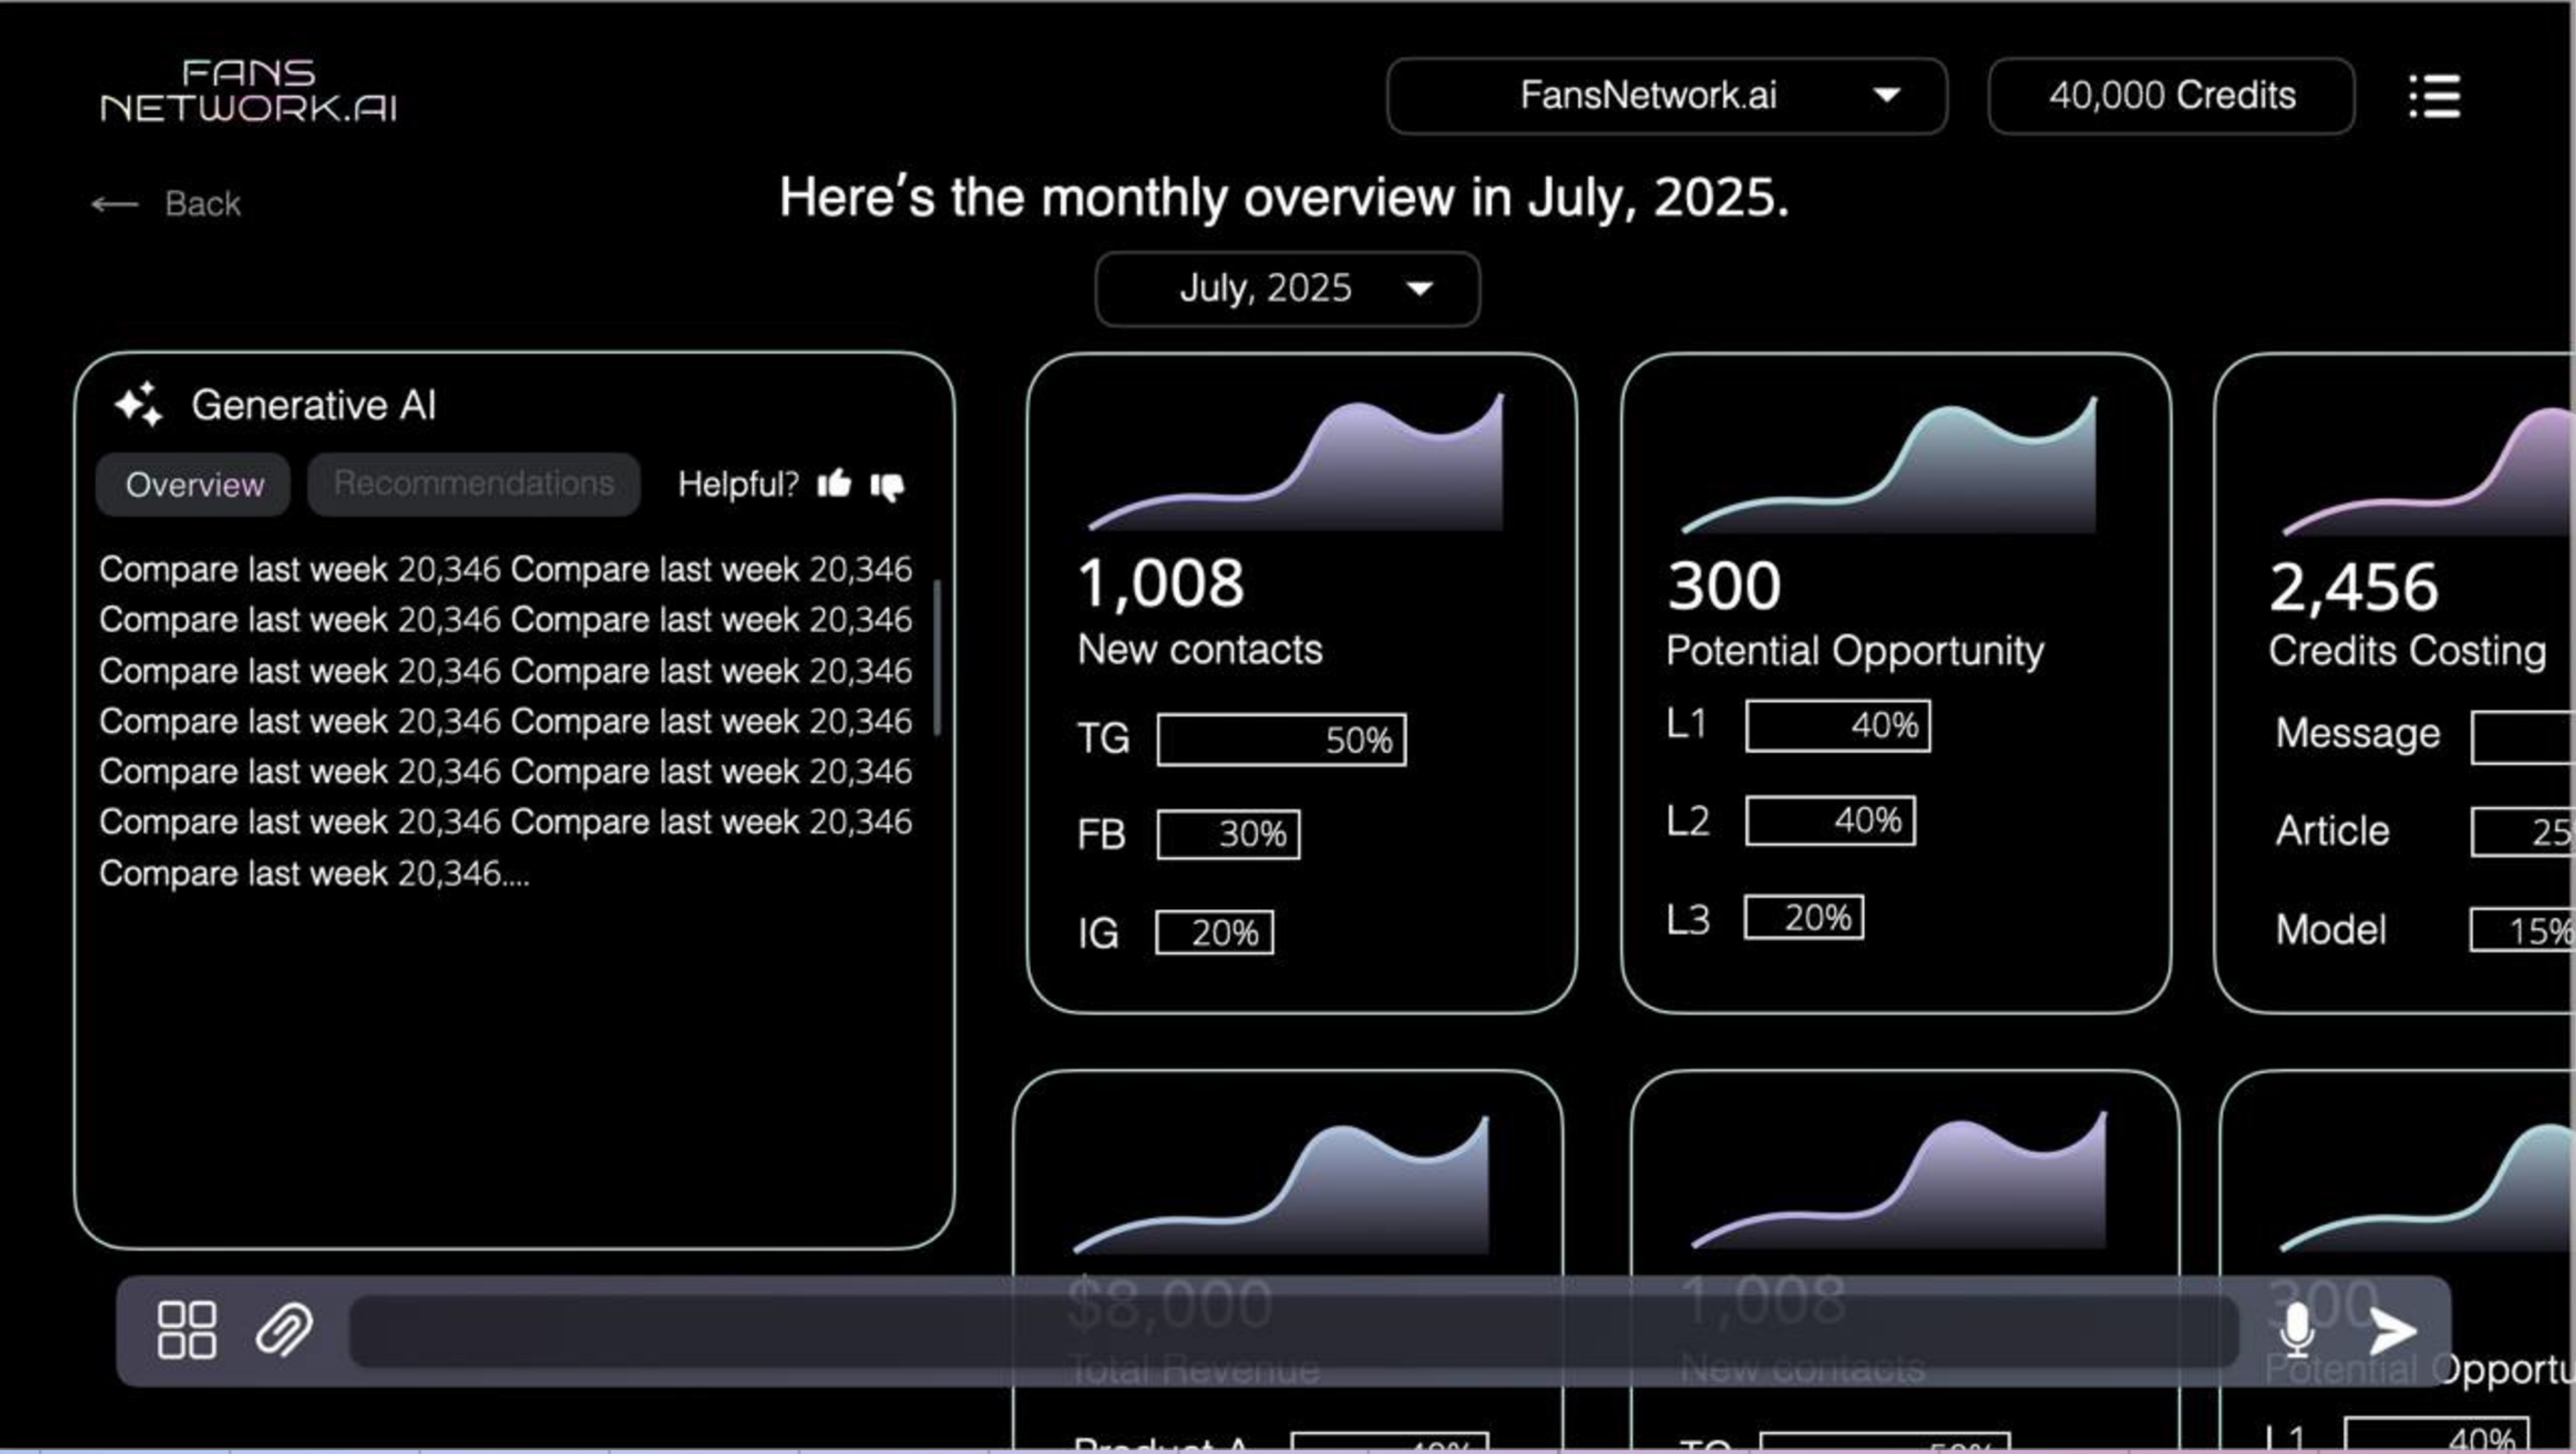 FANS
NETWORK.AI
FansNetwork.ai
40,000 Credits
Back
Here's the monthly overview in July, 2025.
July, 2025
Generative AI
Overview
Recommendations
Helpful?
Compare last week 20,346 Compare last week 20,346
Compare last week 20,346 Compare last week 20,346
Compare last week 20,346 Compare last week 20,346
Compare last week 20,346 Compare last week 20,346
Compare last week 20,346 Compare last week 20,346
Compare last week 20,346 Compare last week 20,346
Compare last week 20,346....
1,008
New contacts
TG 50%
FB 30%
IG 20%
300
Potential Opportunity
L1 40%
L2 40%
L3 20%
2,456
Credits Costing
Message
Article 25
Model 15%
$8,000
Total Revenue
Product A 40%
1,008
New contacts
TG 50%
300
Potential Opportu
L1 40%